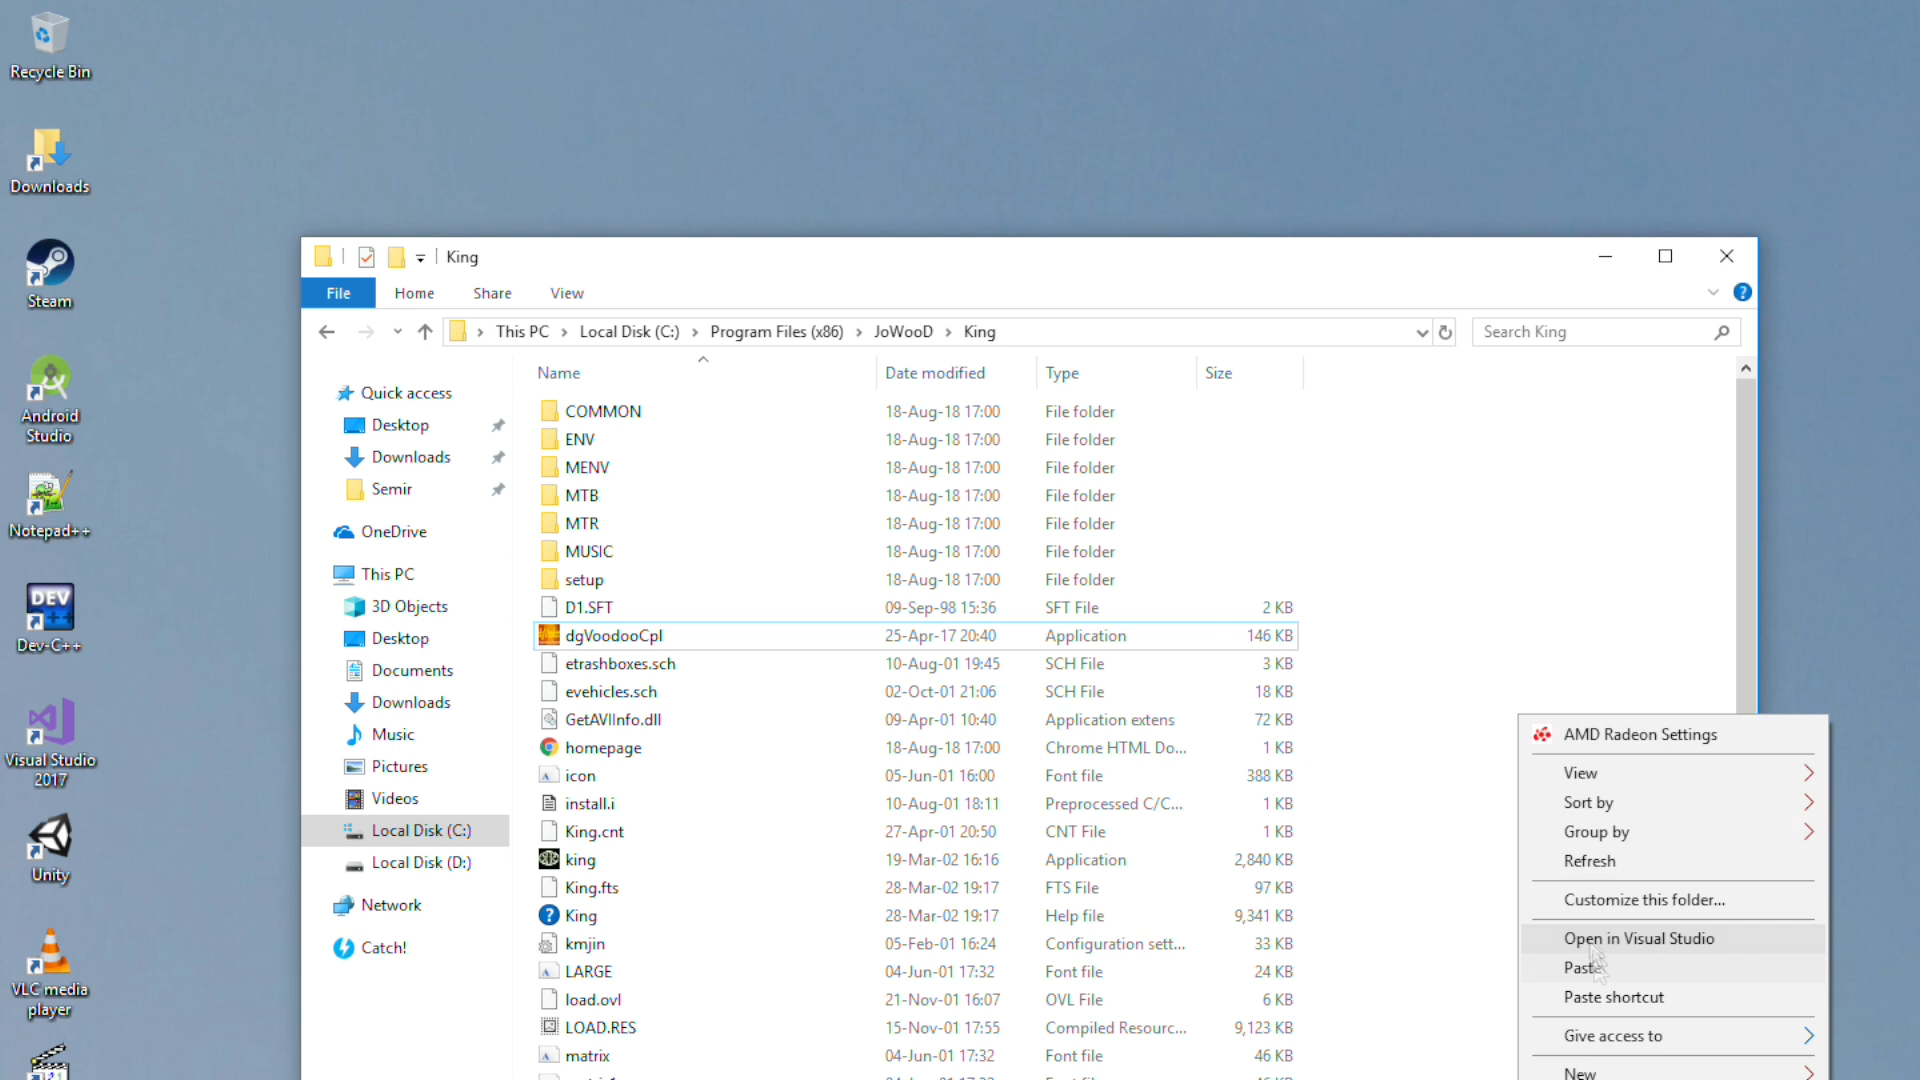 Recycle Bin
Downloads
Steam
Android
Studio
Notepad++
DEV
++
Dev-C++
Visual Studio
2017
Unity
VLC media
player
King
File
Home
Share
View
?
This PC
Local Disk (C:)
Program Files (x86)
JoWooD
King
Search King
Quick access
Desktop
Downloads
Semir
OneDrive
This PC
3D Objects
Desktop
Documents
Downloads
Music
Pictures
Videos
Local Disk (C:)
Local Disk (D:)
Network
Catch!
Name Date modified Type Size
COMMON 18-Aug-18 17:00 File folder
ENV 18-Aug-18 17:00 File folder
MENV 18-Aug-18 17:00 File folder
MTB 18-Aug-18 17:00 File folder
MTR 18-Aug-18 17:00 File folder
MUSIC 18-Aug-18 17:00 File folder
setup 18-Aug-18 17:00 File folder
D1.SFT 09-Sep-98 15:36 SFT File 2 KB
dgVoodooCpl 25-Apr-17 20:40 Application 146 KB
etrashboxes.sch 10-Aug-01 19:45 SCH File 3 KB
evehicles.sch 02-Oct-01 21:06 SCH File 18 KB
GetAVIInfo.dll 09-Apr-01 10:40 Application extens 72 KB
homepage 18-Aug-18 17:00 Chrome HTML Do... 1 KB
icon 05-Jun-01 16:00 Font file 388 KB
install.i 10-Aug-01 18:11 Preprocessed C/C... 1 KB
King.cnt 27-Apr-01 20:50 CNT File 1 KB
king 19-Mar-02 16:16 Application 2,840 KB
King.fts 28-Mar-02 19:17 FTS File 97 KB
King 28-Mar-02 19:17 Help file 9,341 KB
kmjin 05-Feb-01 16:24 Configuration sett... 33 KB
LARGE 04-Jun-01 17:32 Font file 24 KB
load.ovl 21-Nov-01 16:07 OVL File 6 KB
LOAD.RES 15-Nov-01 17:55 Compiled Resourc... 9,123 KB
matrix 04-Jun-01 17:32 Font file 46 KB
AMD Radeon Settings
View
Sort by
Group by
Refresh
Customize this folder...
Open in Visual Studio
Paste
Paste shortcut
Give access to
New